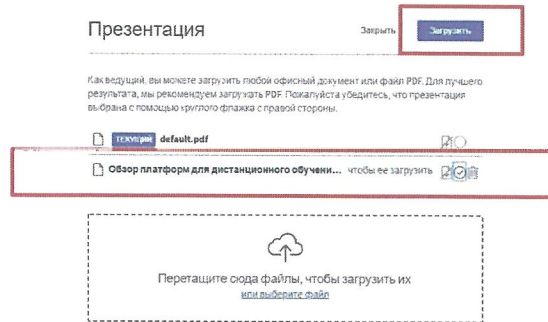 Презентация
Закрыть
Загрузить
Как ведущий, вы можете загрузить любой офисный документ или файл PDF. Для лучшего
результата, мы рекомендуем загружать PDF. Пожалуйста убедитесь, что презентация
выбрана с помощью круглого флажка с правой стороны.
ТЕКУЩИЙ default.pdf
Обзор платформ для дистанционного обучени... чтобы ее загрузить
Перетащите сюда файлы, чтобы загрузить их
или выберите файл